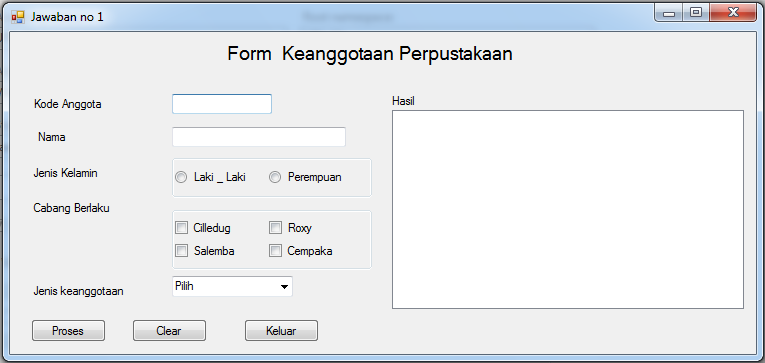 Jawaban no 1
Form Keanggotaan Perpustakaan
Kode Anggota
Hasil
Nama
Jenis Kelamin
Laki _ Laki Perempuan
Cabang Berlaku
Cilledug Roxy
Salemba Cempaka
Jenis keanggotaan Pilih
Proses Clear Keluar